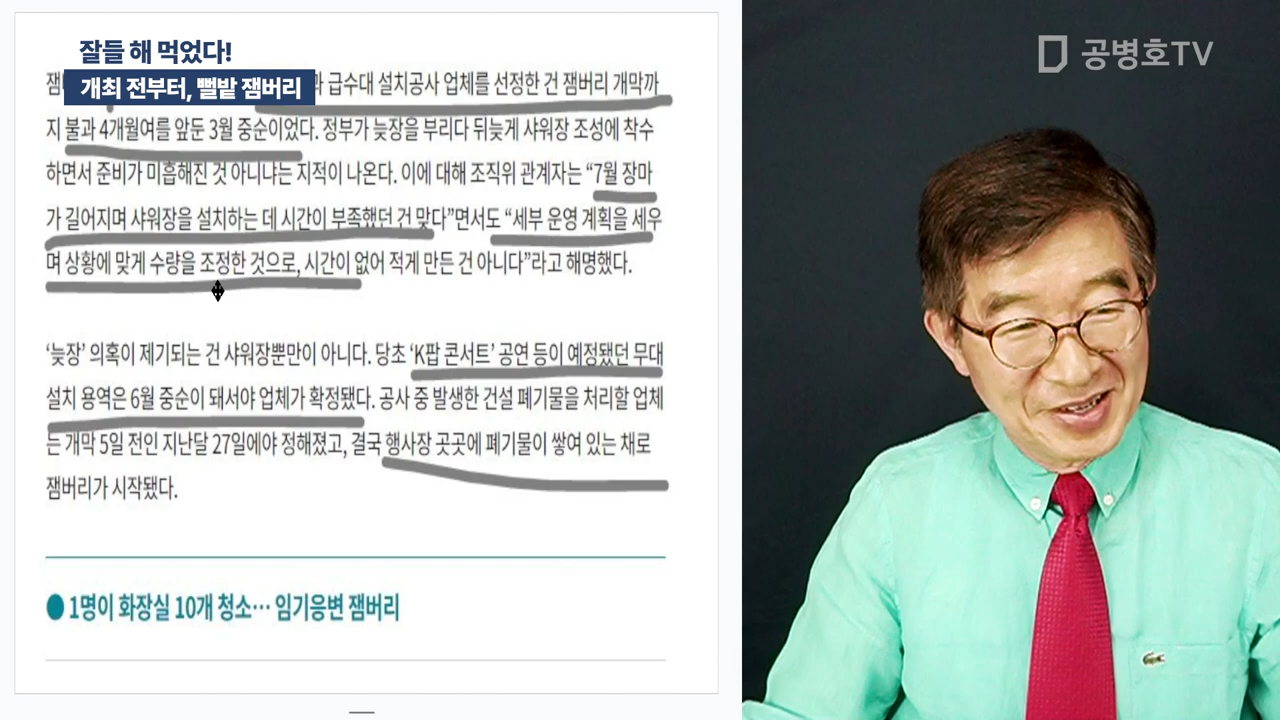 잘들 해 먹었다!
개최 전부터, 뻘밭 잼버리
공병호TV
급수대 설치공사 업체를 선정한 건 잼버리 개막까
지 불과 4개월여를 앞둔 3월 중순이었다. 정부가 늦장을 부리다 뒤늦게 샤워장 조성에 착수
하면서 준비가 미흡해진 것 아니냐는 지적이 나온다. 이에 대해 조직위 관계자는 “7월 장마
가 길어지며 샤워장을 설치하는 데 시간이 부족했던 건 맞다”면서도 “세부 운영 계획을 세우
며 상황에 맞게 수량을 조정한 것으로, 시간이 없어 적게 만든 건 아니다”라고 해명했다.
‘늦장’ 의혹이 제기되는 건 샤워장뿐만이 아니다. 당초 ‘K팝 콘서트’ 공연 등이 예정됐던 무대
설치 용역은 6월 중순이 돼서야 업체가 확정됐다. 공사 중 발생한 건설 폐기물을 처리할 업체
는 개막 5일 전인 지난달 27일에야 정해졌고, 결국 행사장 곳곳에 폐기물이 쌓여 있는 채로
잼버리가 시작됐다.
● 1명이 화장실 10개 청소… 임기응변 잼버리